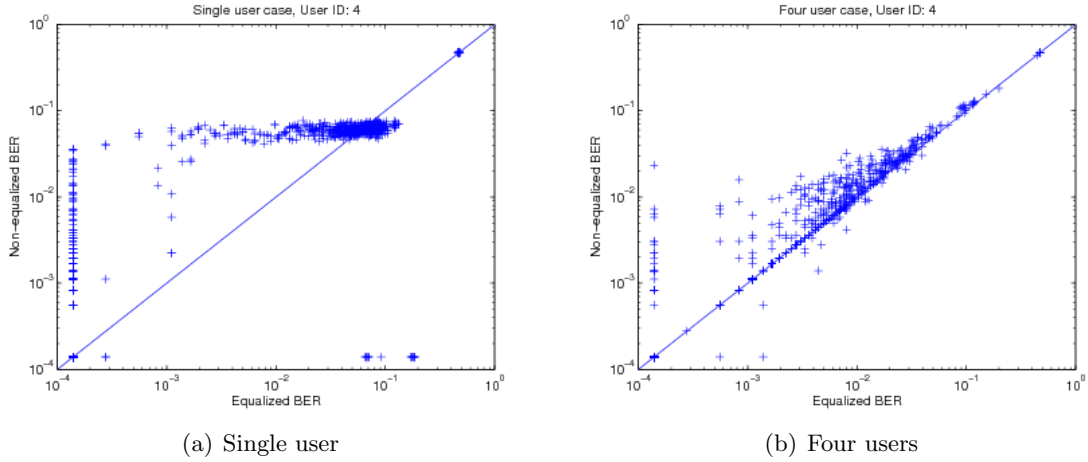 Single user case, User ID: 4
Non-equalized BER
10^0
10^-1
10^-2
10^-3
10^-4
10^-4
10^-3
10^-2
10^-1
10^0
Equalized BER
(a) Single user
Four user case, User ID: 4
Non-equalized BER
10^0
10^-1
10^-2
10^-3
10^-4
10^-4
10^-3
10^-2
10^-1
10^0
Equalized BER
(b) Four users